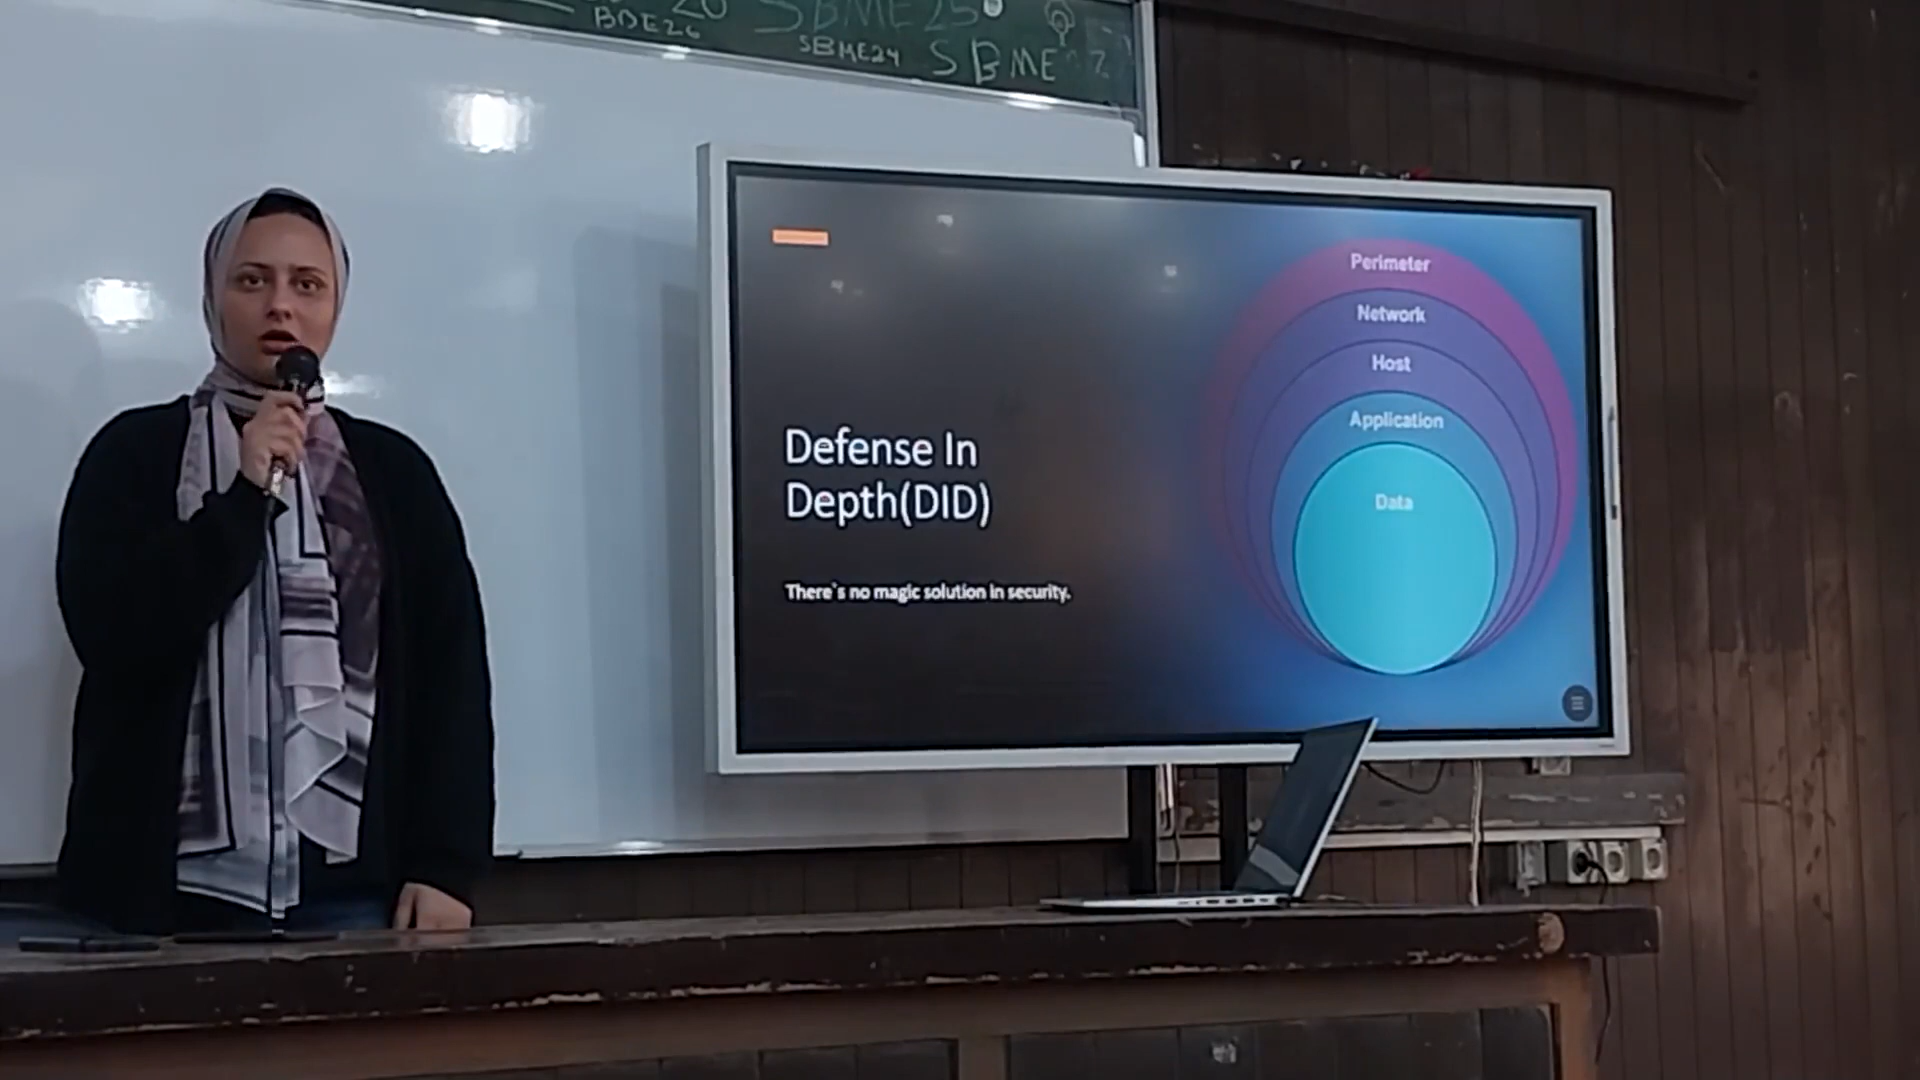 BDE26
SBME25
SBME24
SBME
Defense In
Depth(DID)
There's no magic solution in security.
Perimeter
Network
Host
Application
Data